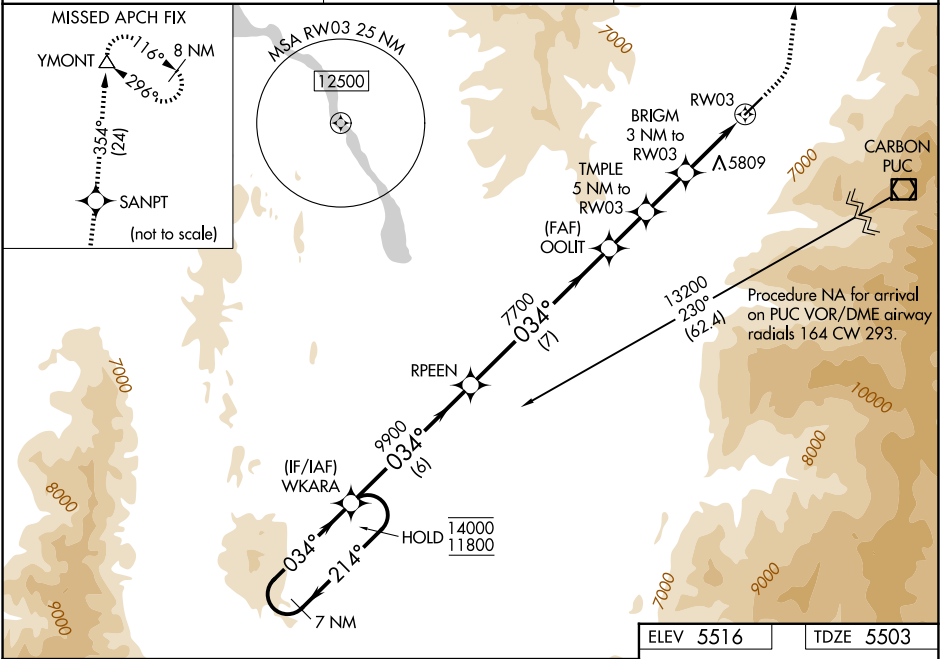 MISSED APCH FIX
YMONT
116°
8 NM
296°
354°
(24)
SANPT
(not to scale)
MSA RW03 25 NM
12500
7000
RW03
BRIGM
3 NM to
RW03
5809
TMPLE
5 NM to
RW03
(FAF)
OOLIT
7000
CARBON
PUC
13200
230°
(62.4)
Procedure NA for arrival
on PUC VOR/DME airway
radials 164 CW 293.
7700
034°
(7)
RPEEN
7000
10000
9900
034°
(6)
(IF/IAF)
WKARA
8000
8000
HOLD 14000
11800
034°
214°
7 NM
9000
7000
9000
ELEV 5516
TDZE 5503